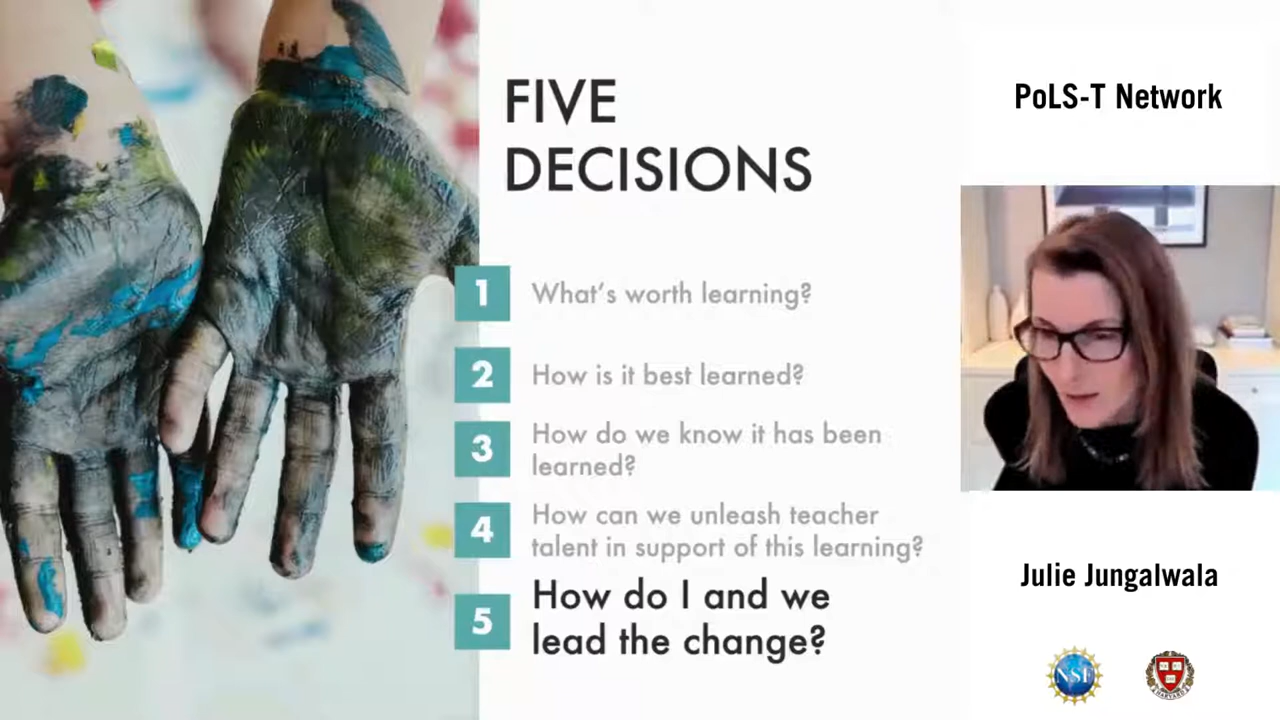 FIVE
DECISIONS
1 What's worth learning?
2 How is it best learned?
3 How do we know it has been
learned?
4 How can we unleash teacher
talent in support of this learning?
5 How do I and we
lead the change?
PoLS-T Network
Julie Jungalwala
NSF
HARVARD